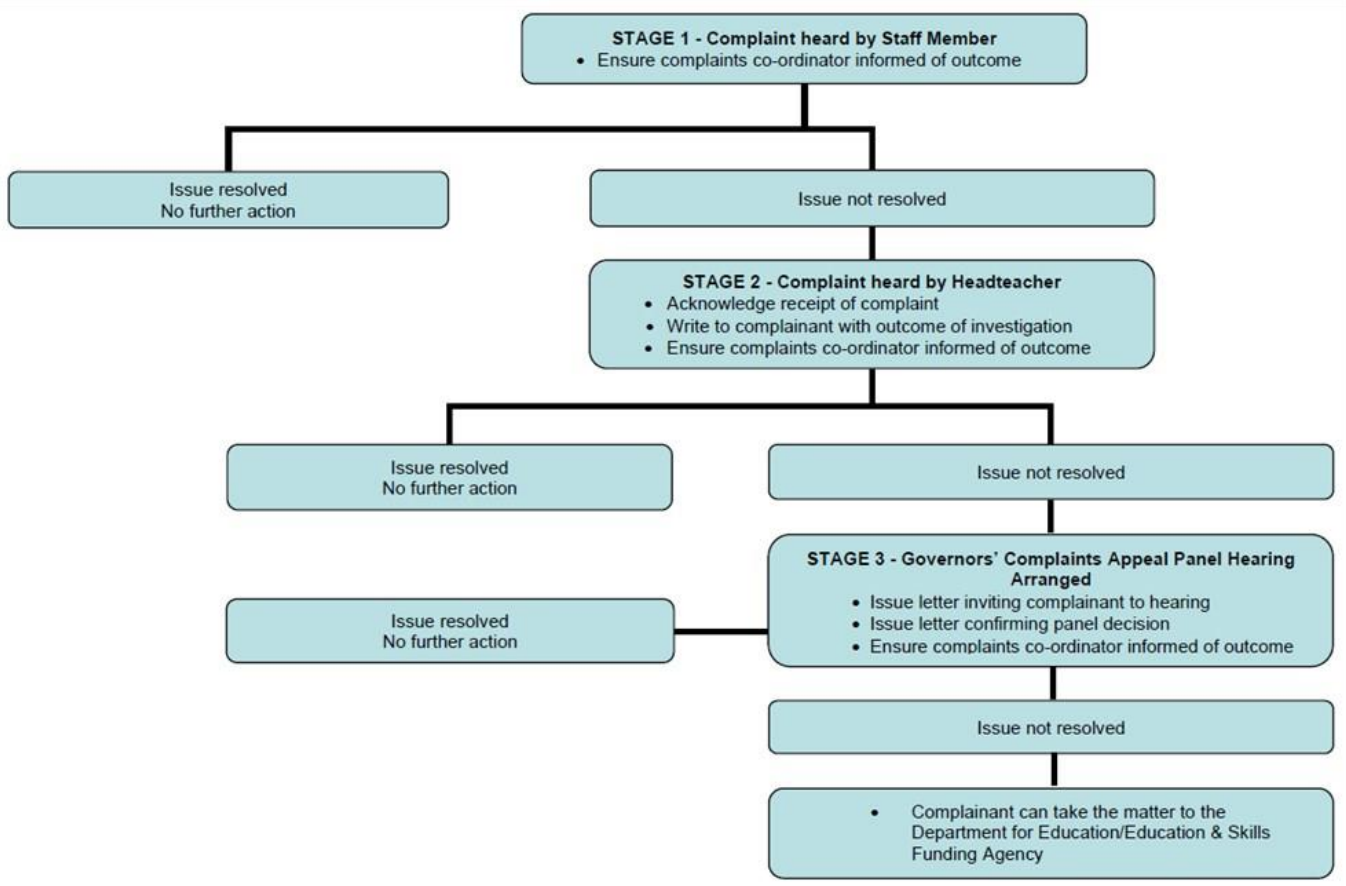 STAGE 1 - Complaint heard by Staff Member
• Ensure complaints co-ordinator informed of outcome
Issue resolved
No further action
Issue not resolved
STAGE 2 - Complaint heard by Headteacher
• Acknowledge receipt of complaint
• Write to complainant with outcome of investigation
• Ensure complaints co-ordinator informed of outcome
Issue resolved
No further action
Issue not resolved
STAGE 3 - Governors’ Complaints Appeal Panel Hearing
Arranged
• Issue letter inviting complainant to hearing
• Issue letter confirming panel decision
• Ensure complaints co-ordinator informed of outcome
Issue resolved
No further action
Issue not resolved
• Complainant can take the matter to the
Department for Education/Education & Skills
Funding Agency